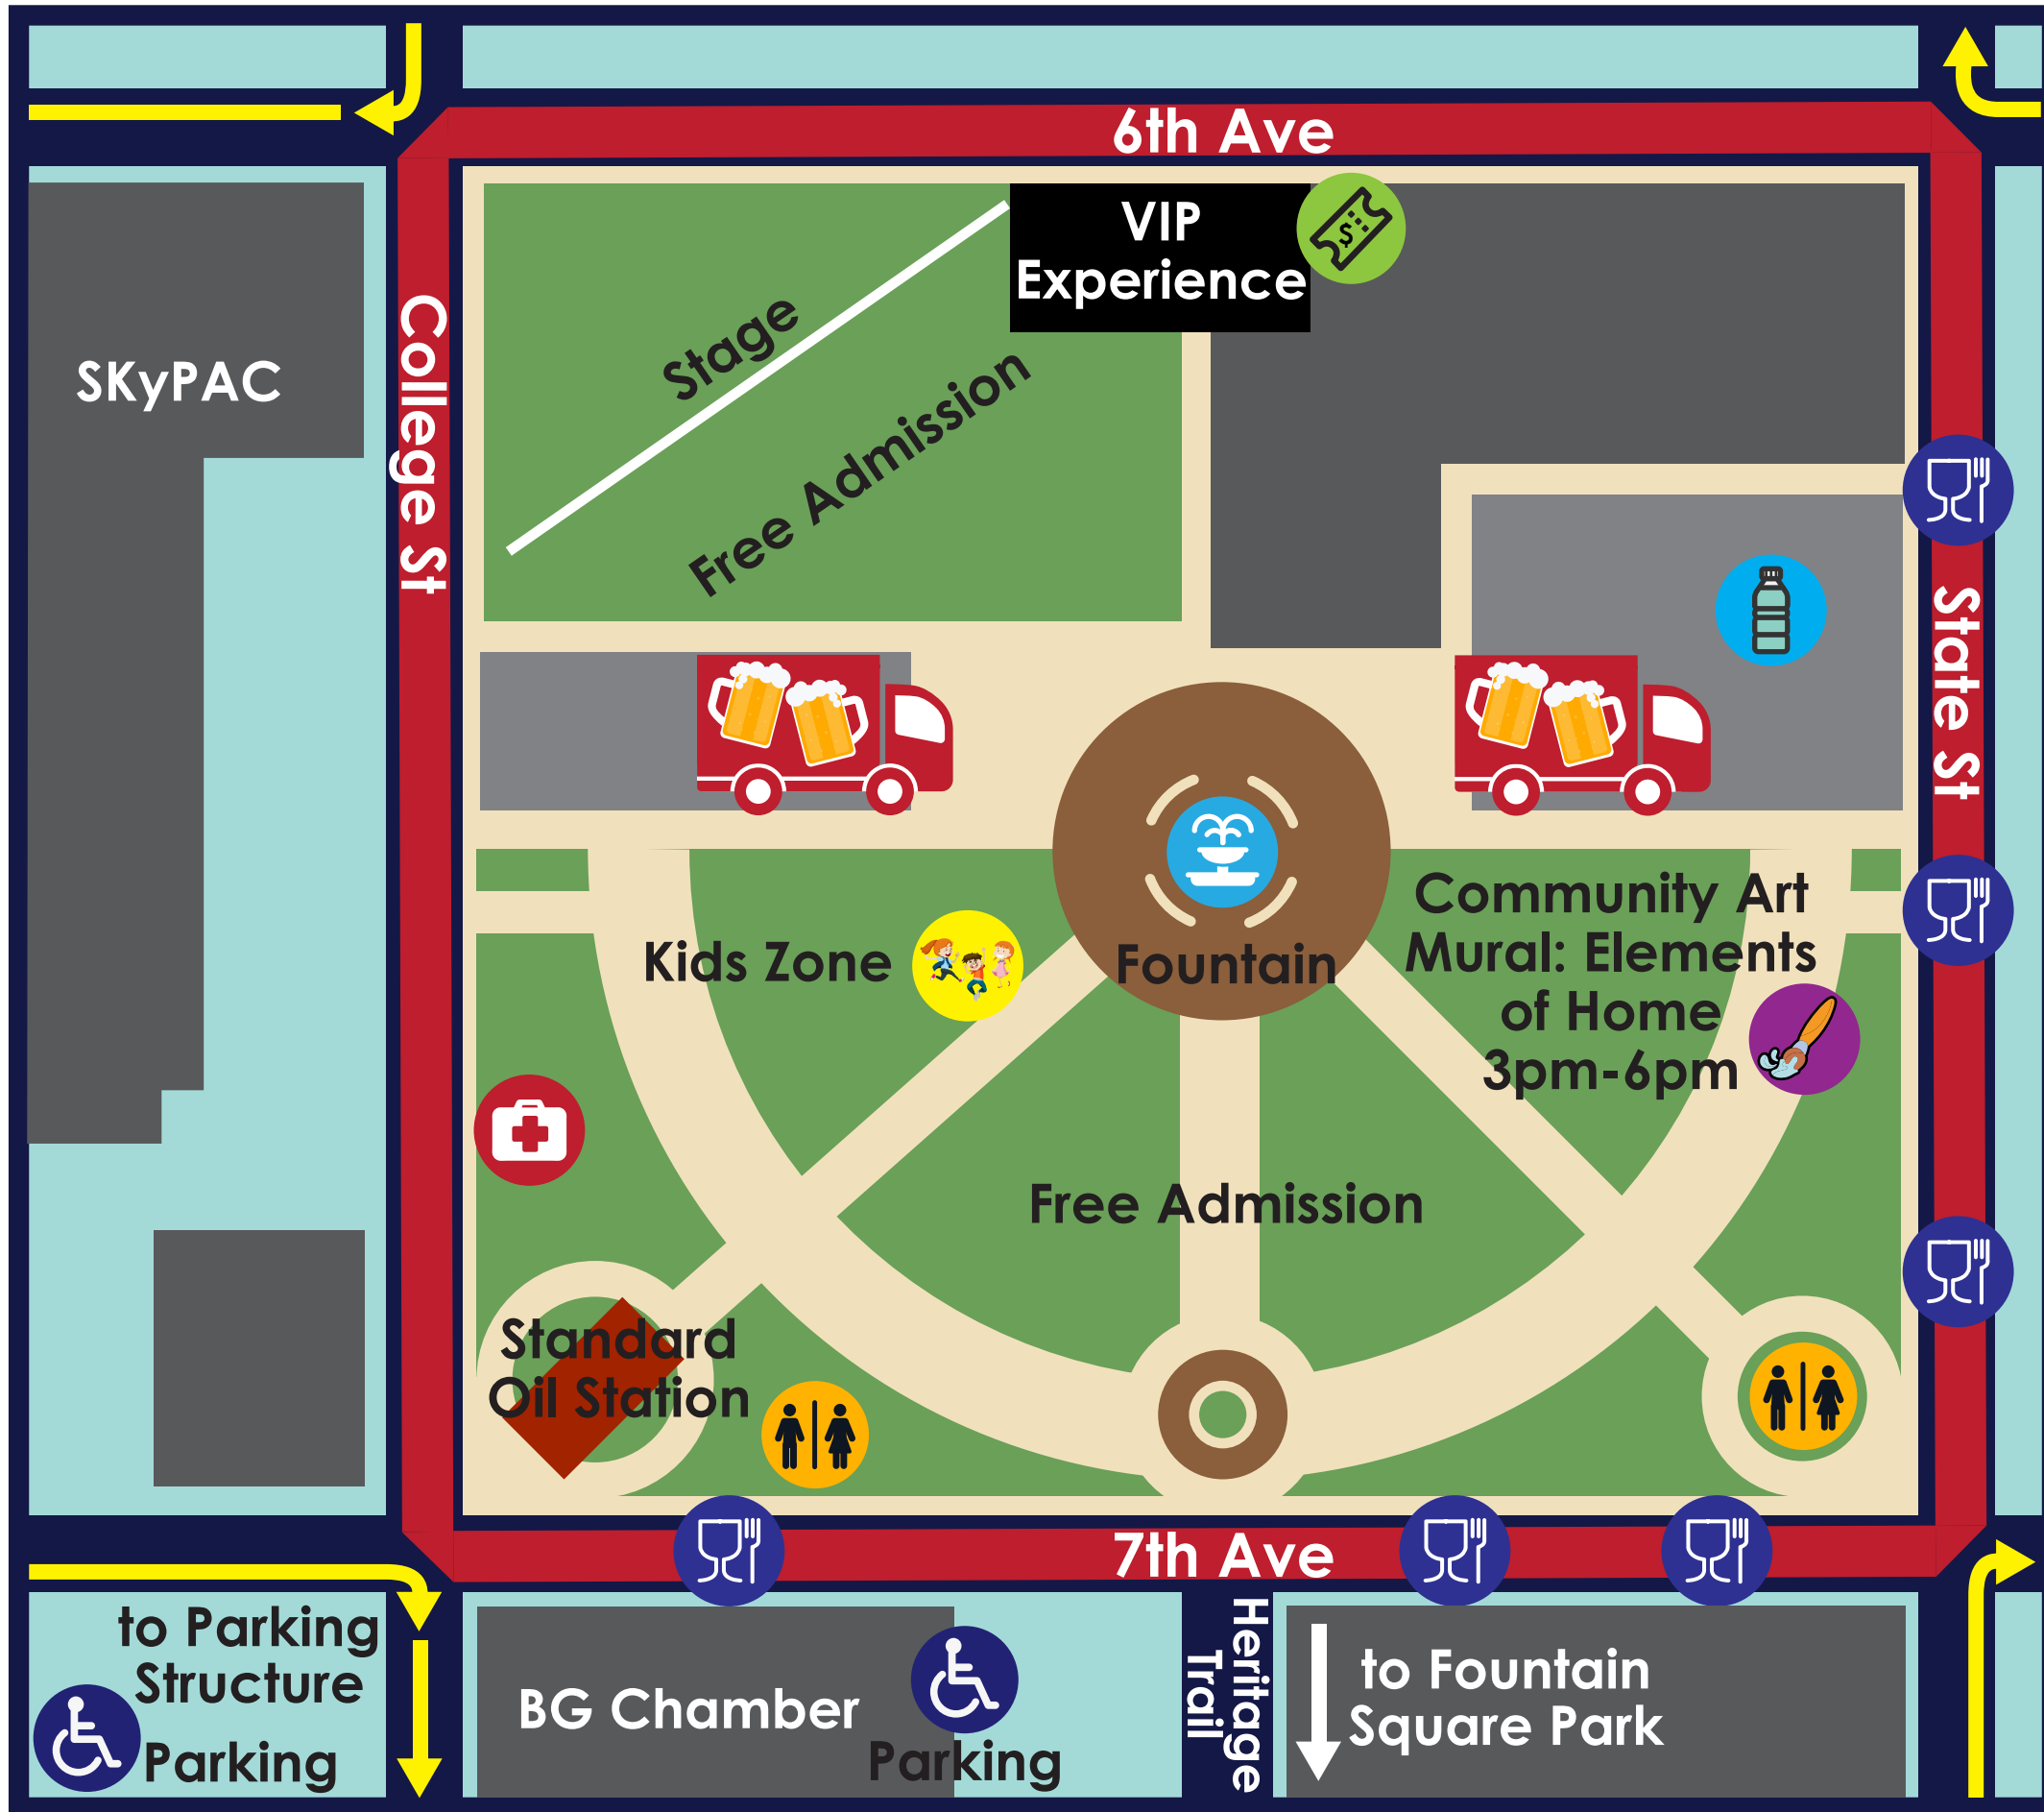 6th Ave
VIP
Experience
$
Stage
Free Admission
SKyPAC
College St
State St
Community Art
Mural: Elements
of Home
3pm-6pm
Kids Zone
Fountain
Free Admission
Standard
Oil Station
7th Ave
to Parking
Structure
Parking
BG Chamber
Parking
Heritage
Trail
to Fountain
Square Park